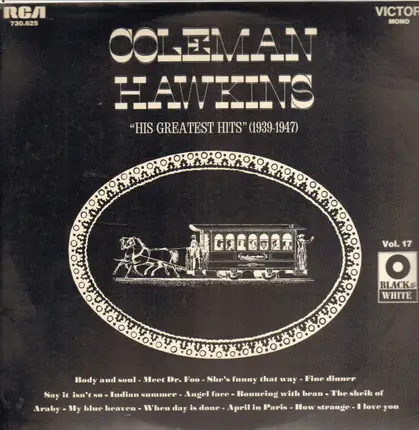 RCA
730.625
VICTOR
MONO
COLEMAN
HAWKINS
"HIS GREATEST HITS" (1939-1947)
Vol. 17
BLACK &
WHITE
Body and soul - Meet Dr. Foo - She's funny that way - Fine dinner
Say it isn't so - Indian summer - Angel face - Bouncing with bean - The sheik of
Araby - My blue heaven - When day is done - April in Paris - How strange - I love you